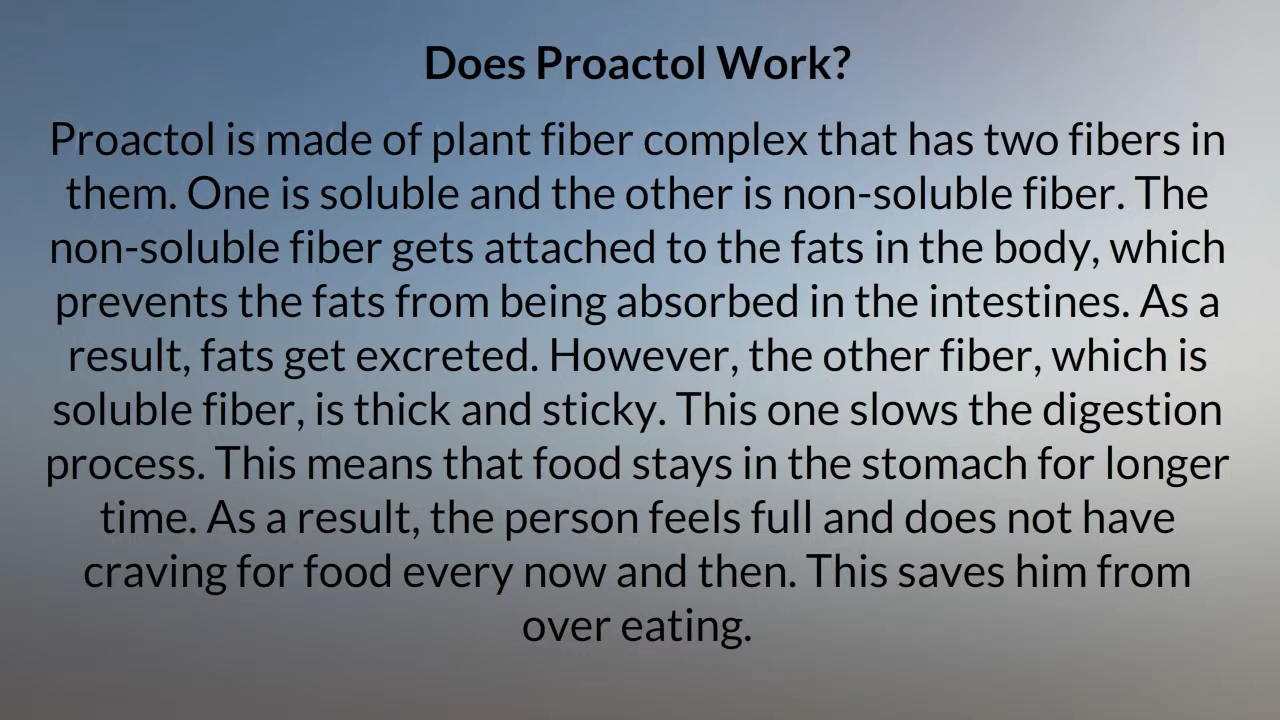 Does Proactol Work?
Proactol is made of plant fiber complex that has two fibers in
them. One is soluble and the other is non-soluble fiber. The
non-soluble fiber gets attached to the fats in the body, which
prevents the fats from being absorbed in the intestines. As a
result, fats get excreted. However, the other fiber, which is
soluble fiber, is thick and sticky. This one slows the digestion
process. This means that food stays in the stomach for longer
time. As a result, the person feels full and does not have
craving for food every now and then. This saves him from
over eating.